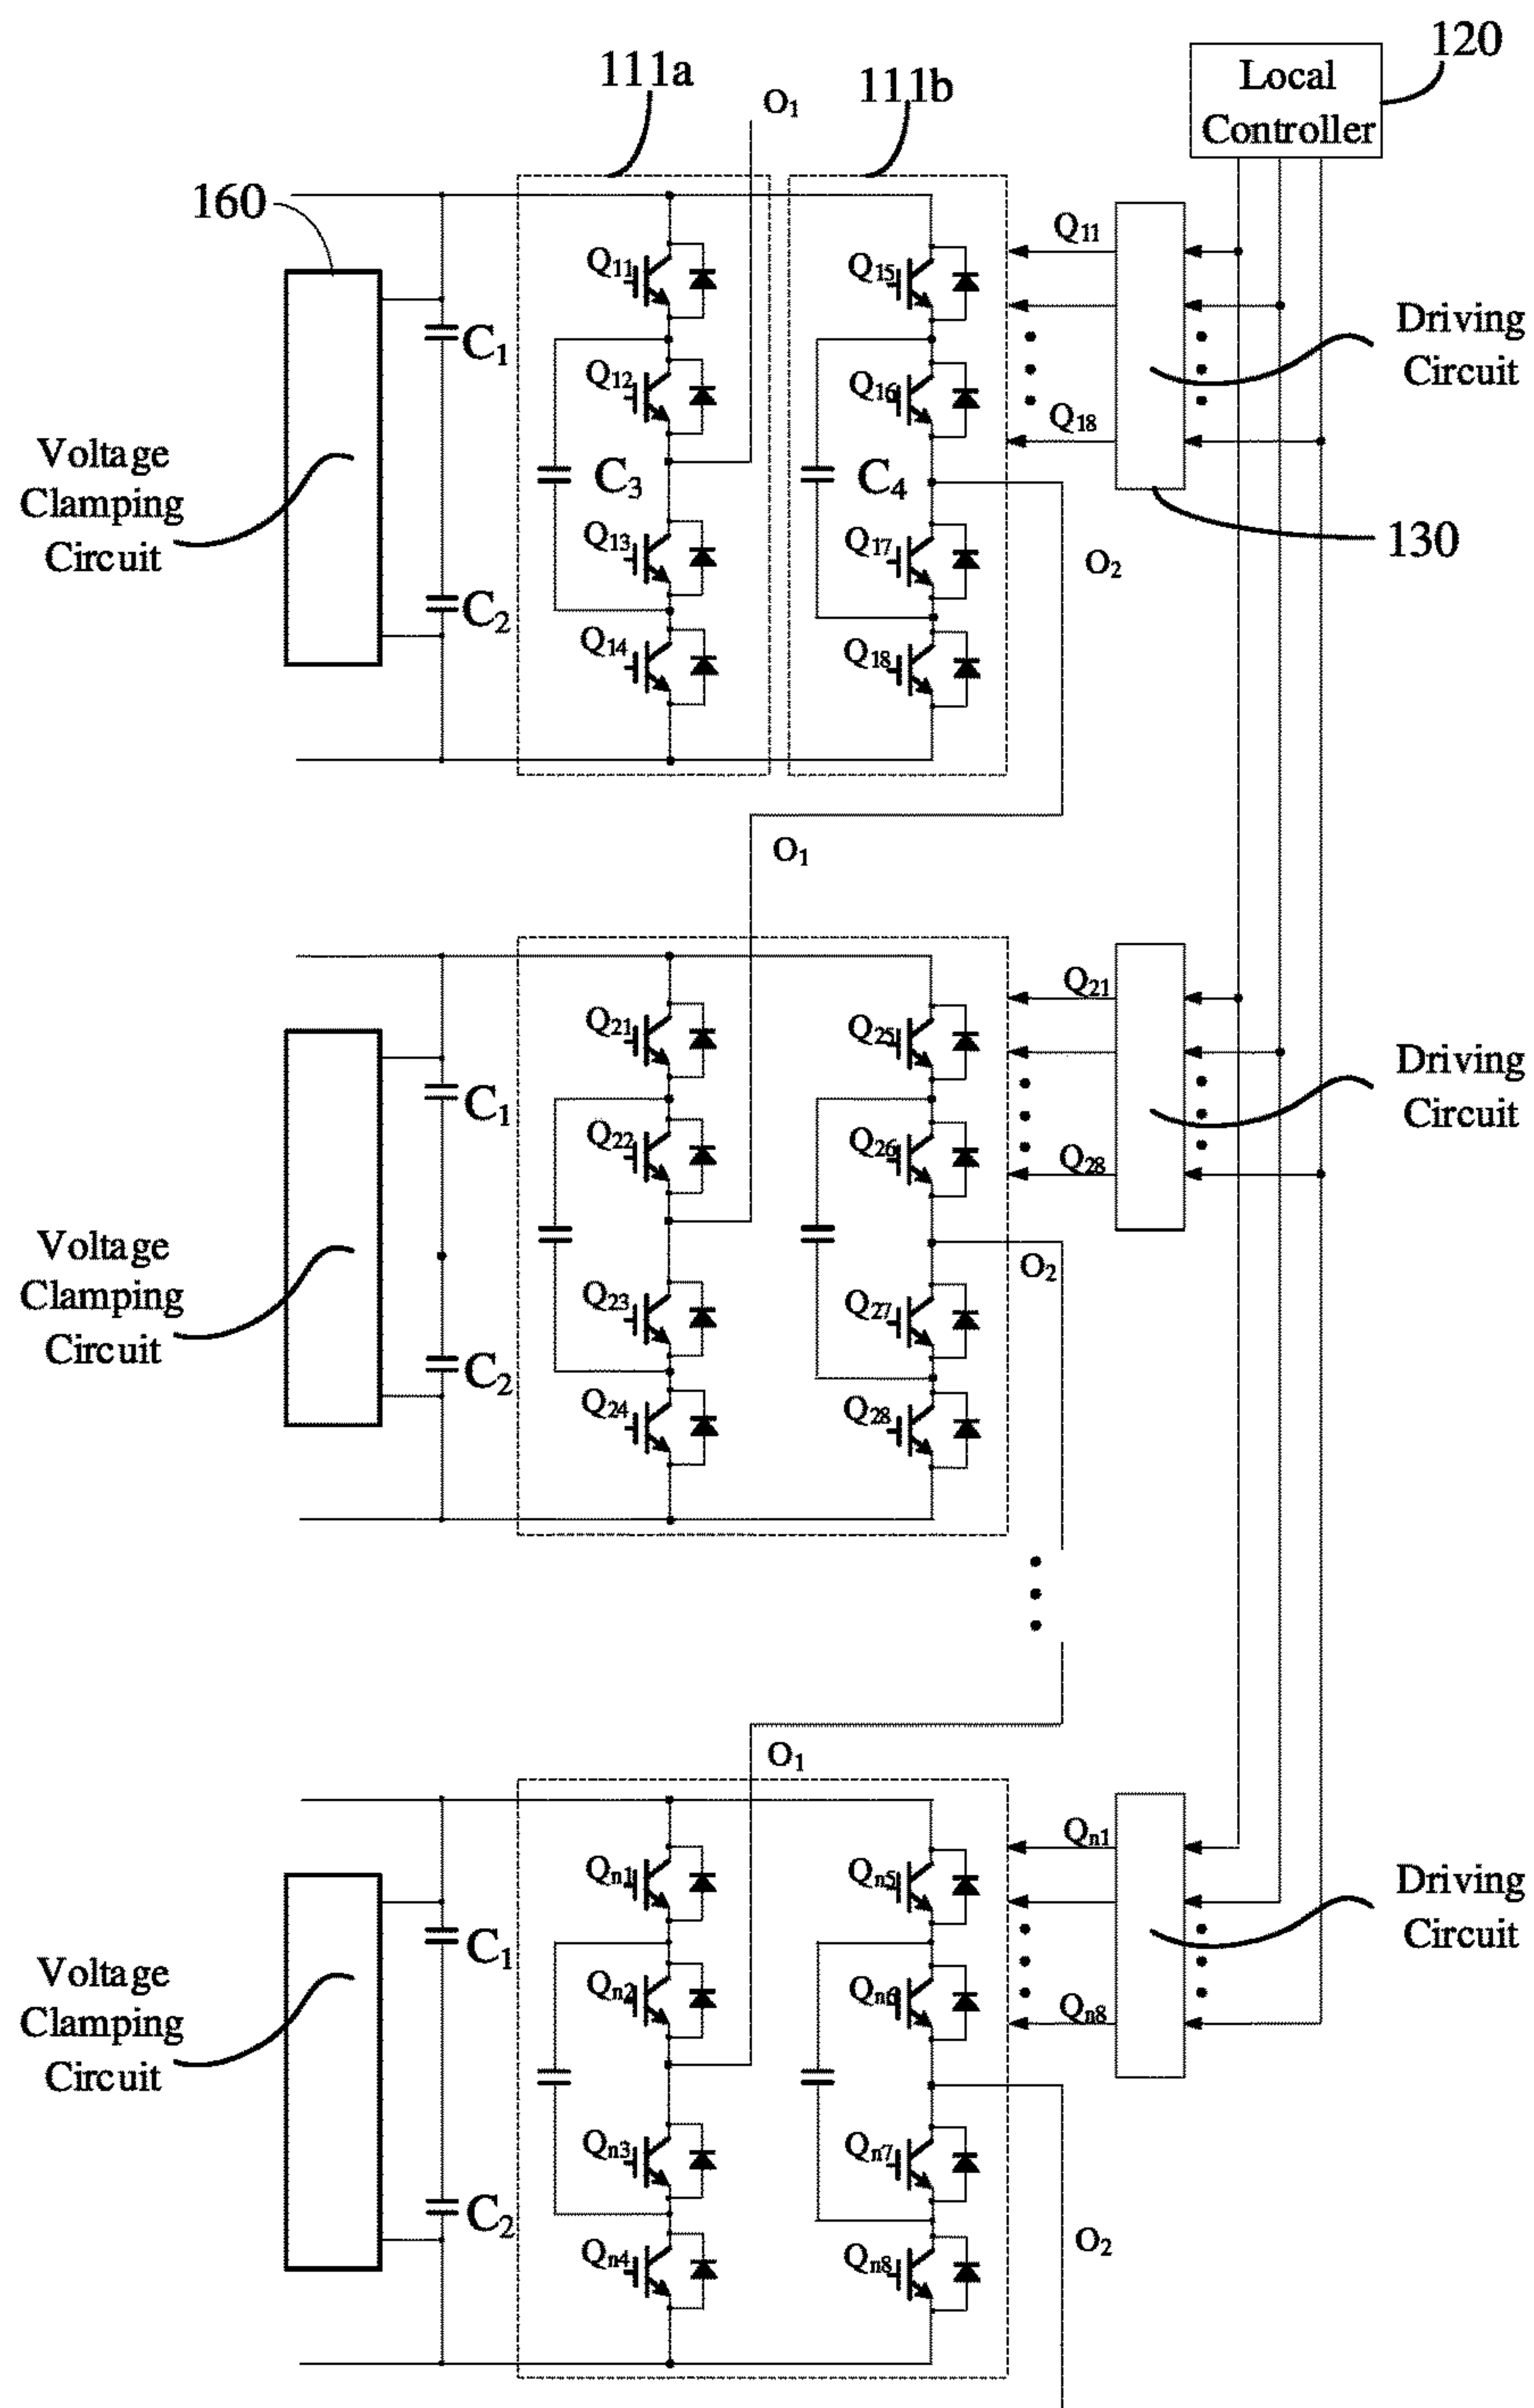 120
Local
Controller
111a
111b
O₁
160
Q₁₁
Q₁₅
Q₁₁
Driving
Circuit
C₁
Q₁₂
Q₁₆
Q₁₈
Voltage
Clamping
Circuit
C₃
C₄
130
Q₁₃
Q₁₇
O₂
C₂
Q₁₄
Q₁₈
O₁
Q₂₁
Q₂₅
Q₂₁
Driving
Circuit
C₁
Q₂₂
Q₂₆
Q₂₈
Voltage
Clamping
Circuit
O₂
Q₂₃
Q₂₇
C₂
Q₂₄
Q₂₈
O₁
Qₙ₁
Qₙ₅
Qₙ₁
Driving
Circuit
C₁
Qₙ₂
Qₙ₆
Qₙ₈
Voltage
Clamping
Circuit
Qₙ₃
Qₙ₇
C₂
Qₙ₄
Qₙ₈
O₂